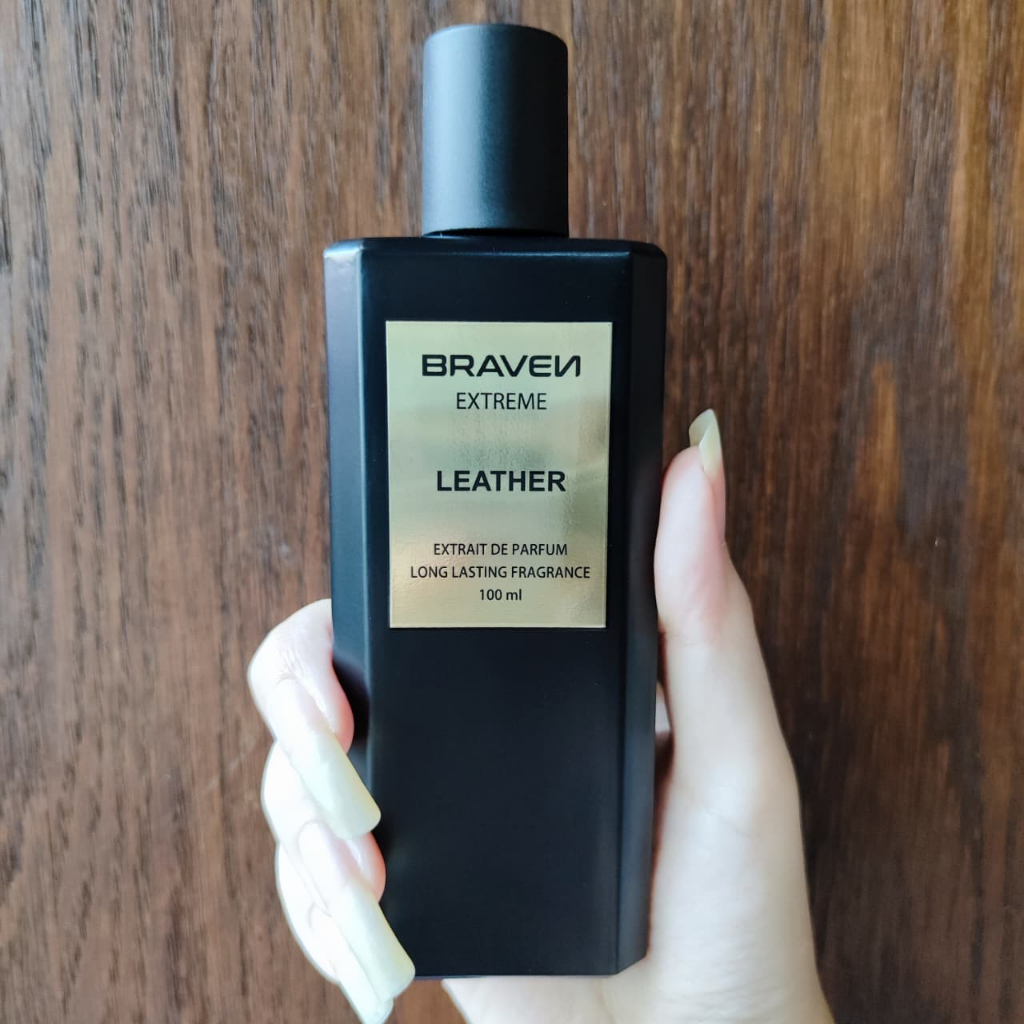 BRAVEN
EXTREME
LEATHER
EXTRAIT DE PARFUM
LONG LASTING FRAGRANCE
100 ml